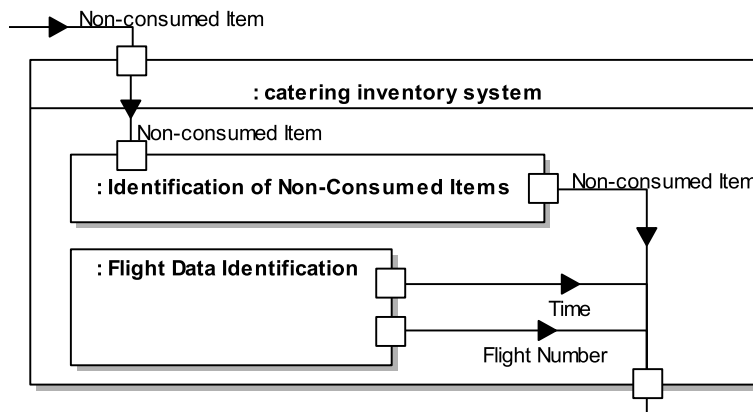 Non-consumed Item
: catering inventory system
Non-consumed Item
: Identification of Non-Consumed Items
Non-consumed Item
: Flight Data Identification
Time
Flight Number